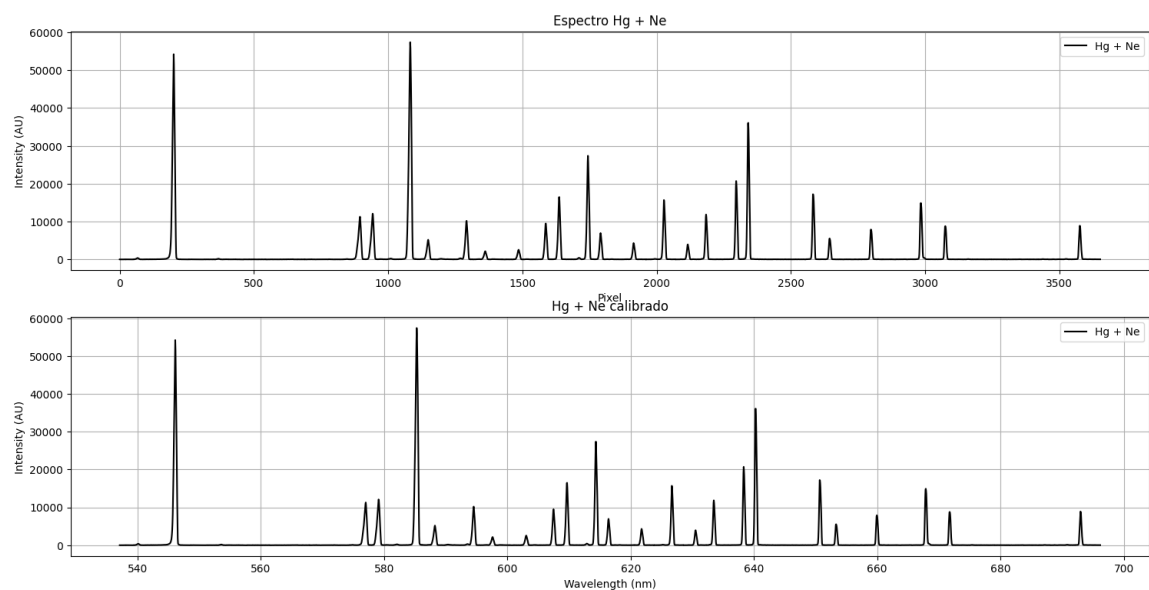 Espectro Hg + Ne
60000
50000
40000
30000
20000
10000
0
Intensity (AU)
Hg + Ne
0 500 1000 1500 2000 2500 3000 3500
Pixel
Hg + Ne calibrado
60000
50000
40000
30000
20000
10000
0
Intensity (AU)
Hg + Ne
540 560 580 600 620 640 660 680 700
Wavelength (nm)